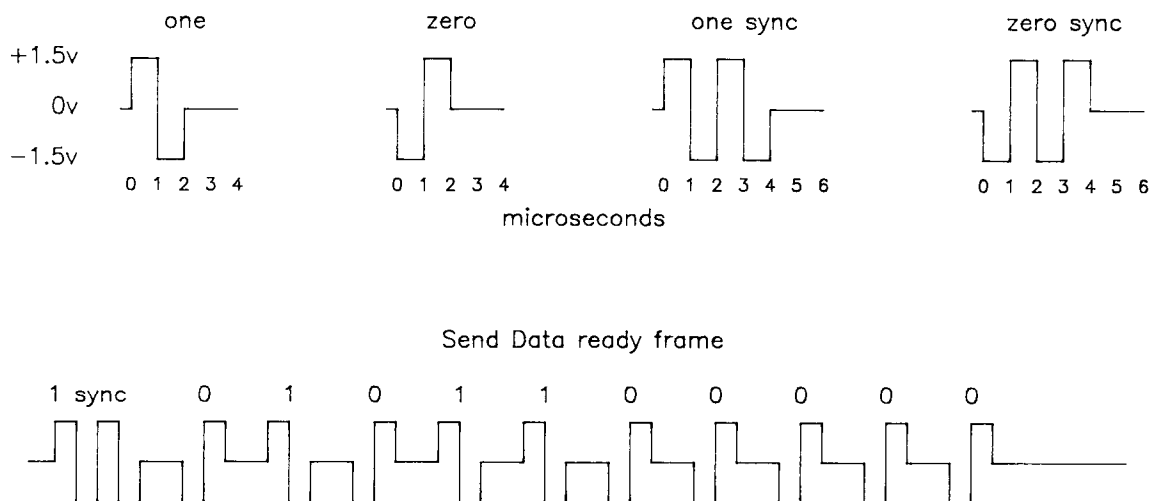 one zero one sync zero sync
+1.5v
0v
−1.5v
0 1 2 3 4 0 1 2 3 4 0 1 2 3 4 5 6 0 1 2 3 4 5 6
microseconds
Send Data ready frame
1 sync 0 1 0 1 1 0 0 0 0 0